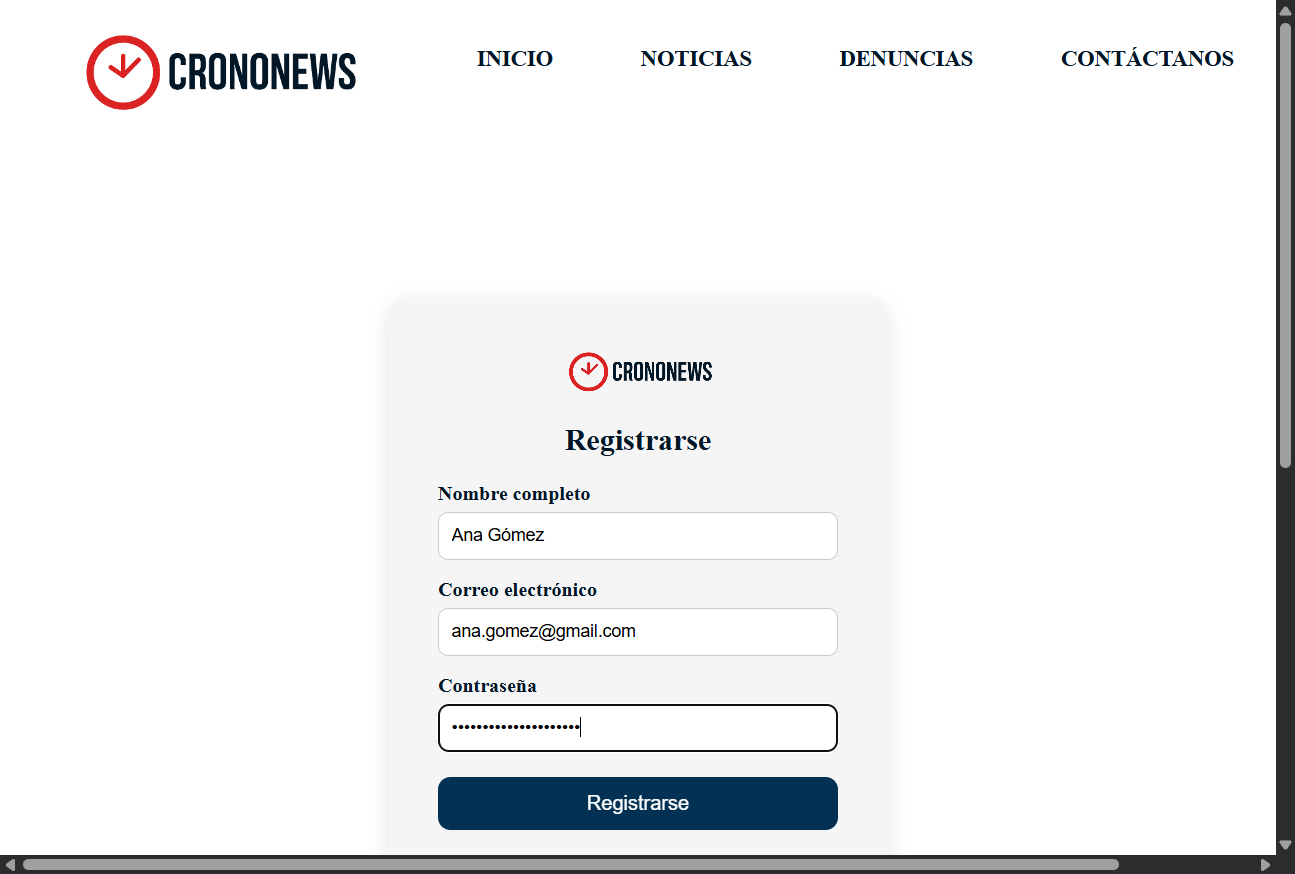 CRONONEWS
INICIO NOTICIAS DENUNCIAS CONTÁCTANOS
CRONONEWS
Registrarse
Nombre completo
Ana Gómez
Correo electrónico
ana.gomez@gmail.com
Contraseña
•••••••••••••••••••••
Registrarse